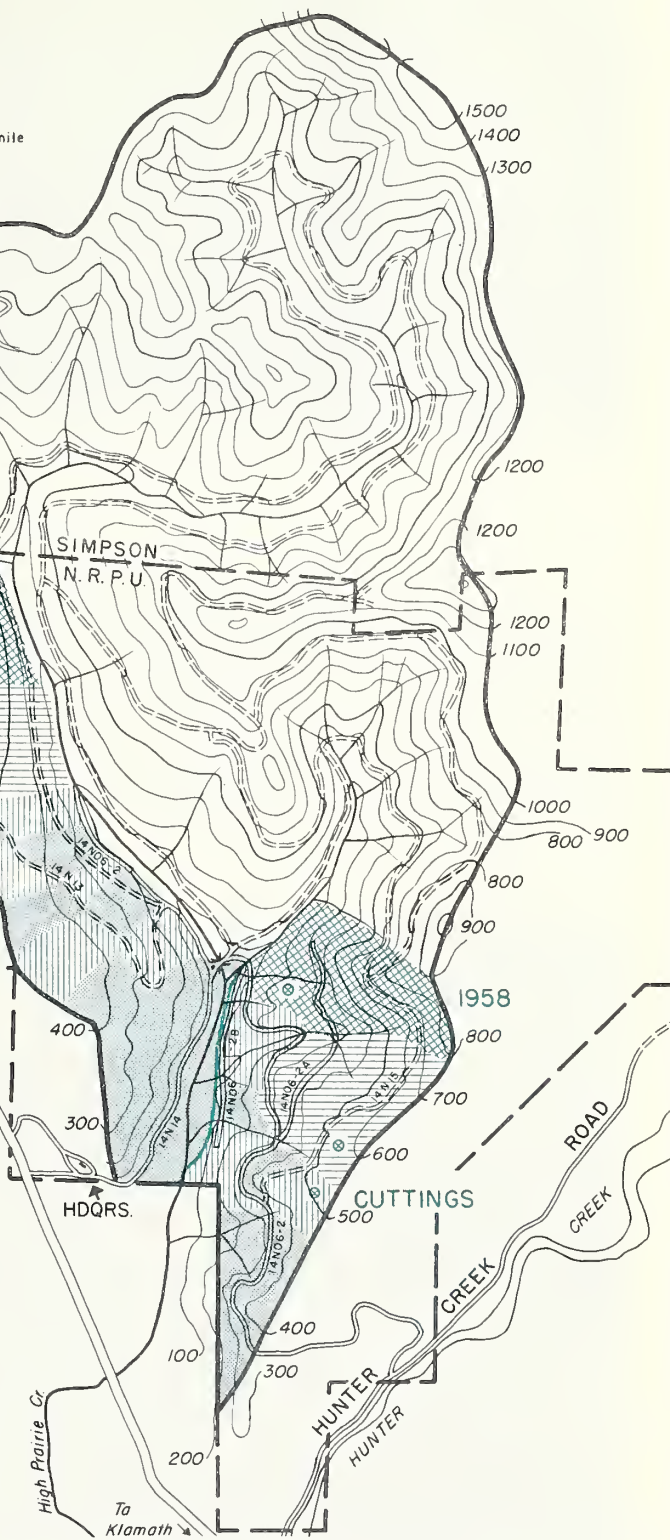 mile
1500
1400
1300
1200
1200
SIMPSON
N. R. P. U.
1200
1100
1000
800 900
800
900
14N06-2
14N13
1958
400
800
14N06-2B
14N06-2A
14N15
700
300
14N14
600
ROAD
HDQRS.
CUTTINGS
CREEK
500
14N06-2
CREEK
400
100
300
HUNTER
HUNTER
200
High Prairie Cr.
To
Klamath